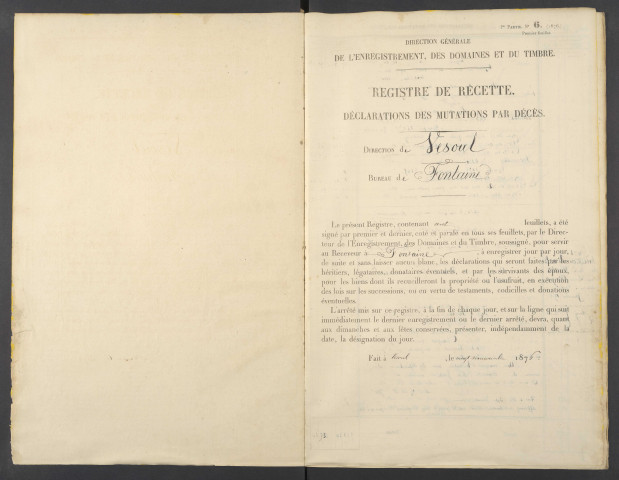 Partie, N° 6.
DIRECTION GÉNÉRALE
DE L'ENREGISTREMENT, DES DOMAINES ET DU TIMBRE.
REGISTRE DE RECETTE.
DÉCLARATIONS DES MUTATIONS PAR DÉCÈS.
DIRECTION de Vesoul
BUREAU de Fontaine
Le présent Registre, contenant cent feuillets, a été
signé par premier et dernier, coté et parafé en tous ses feuillets, par le Direc-
teur de l'Enregistrement, des Domaines et du Timbre, soussigné, pour servir
au Receveur à Fontaine à enregistrer jour par jour,
de suite et sans laisser aucun blanc, les déclarations qui seront faites par les
héritiers, légataires, donataires éventuels, et par les survivants des époux,
pour les biens dont ils recueilleront la propriété ou l'usufruit, en exécution
des lois sur les successions, ou en vertu de testaments, codicilles et donations
éventuelles.
L'arrêté mis sur ce registre, à la fin de chaque jour, et sur la ligne qui suit
immédiatement le dernier enregistrement ou le dernier arrêté, devra, quant
aux dimanches et aux fêtes conservées, présenter, indépendamment de la
date, la désignation du jour.
Fait à Vesoul le vingt novembre 1876